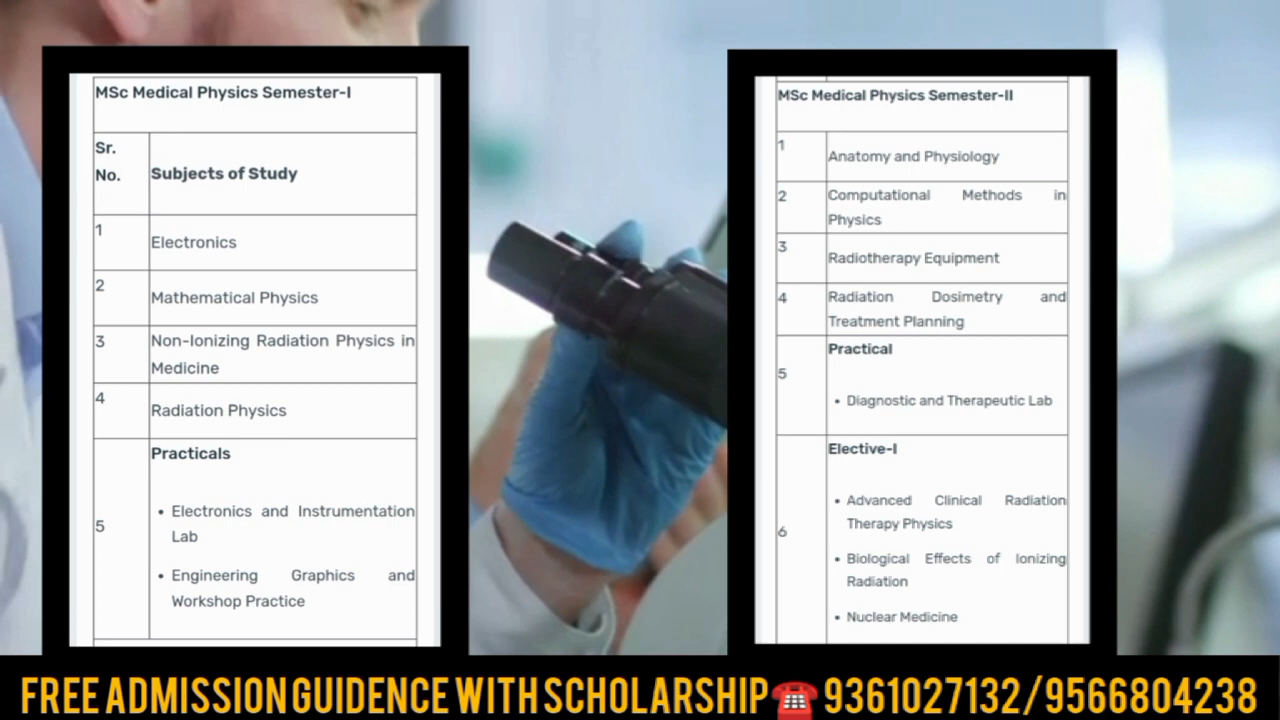 MSc Medical Physics Semester-I
Sr.
No.
Subjects of Study
1
Electronics
2
Mathematical Physics
3
Non-Ionizing Radiation Physics in
Medicine
4
Radiation Physics
5
Practicals
• Electronics and Instrumentation
Lab
• Engineering Graphics and
Workshop Practice
MSc Medical Physics Semester-II
1
Anatomy and Physiology
2
Computational Methods in
Physics
3
Radiotherapy Equipment
4
Radiation Dosimetry and
Treatment Planning
5
Practical
• Diagnostic and Therapeutic Lab
6
Elective-I
• Advanced Clinical Radiation
Therapy Physics
• Biological Effects of Ionizing
Radiation
• Nuclear Medicine
FREE ADMISSION GUIDENCE WITH SCHOLARSHIP☎️ 9361027132/9566804238